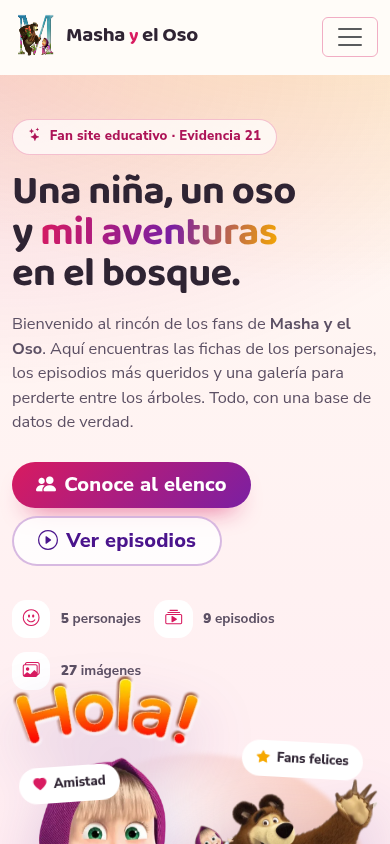 Masha y el Oso
Fan site educativo · Evidencia 21
Una niña, un oso
y mil aventuras
en el bosque.
Bienvenido al rincón de los fans de Masha y el
Oso. Aquí encuentras las fichas de los personajes,
los episodios más queridos y una galería para
perderte entre los árboles. Todo, con una base de
datos de verdad.
Conoce al elenco
Ver episodios
5 personajes
9 episodios
27 imágenes
Hola!
Fans felices
Amistad